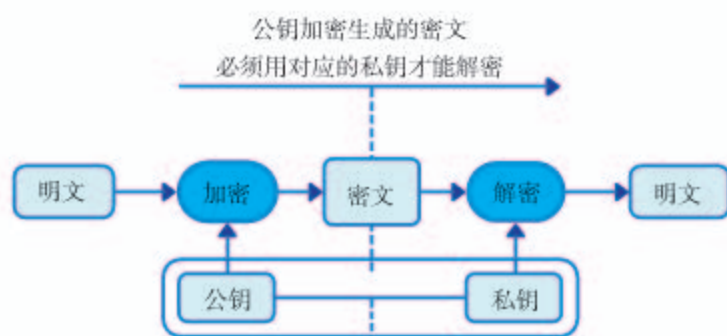 公钥加密生成的密文
必须用对应的私钥才能解密
明文
加密
密文
解密
明文
公钥
私钥